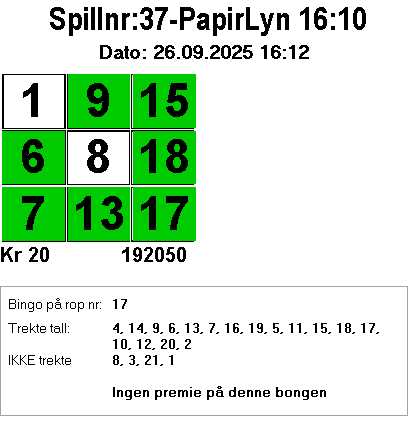 Spillnr:37-PapirLyn 16:10
Dato: 26.09.2025 16:12
1 9 15
6 8 18
7 13 17
Kr 20 192050
Bingo på rop nr: 17
Trekte tall: 4, 14, 9, 6, 13, 7, 16, 19, 5, 11, 15, 18, 17,
10, 12, 20, 2
IKKE trekte 8, 3, 21, 1
Ingen premie på denne bongen